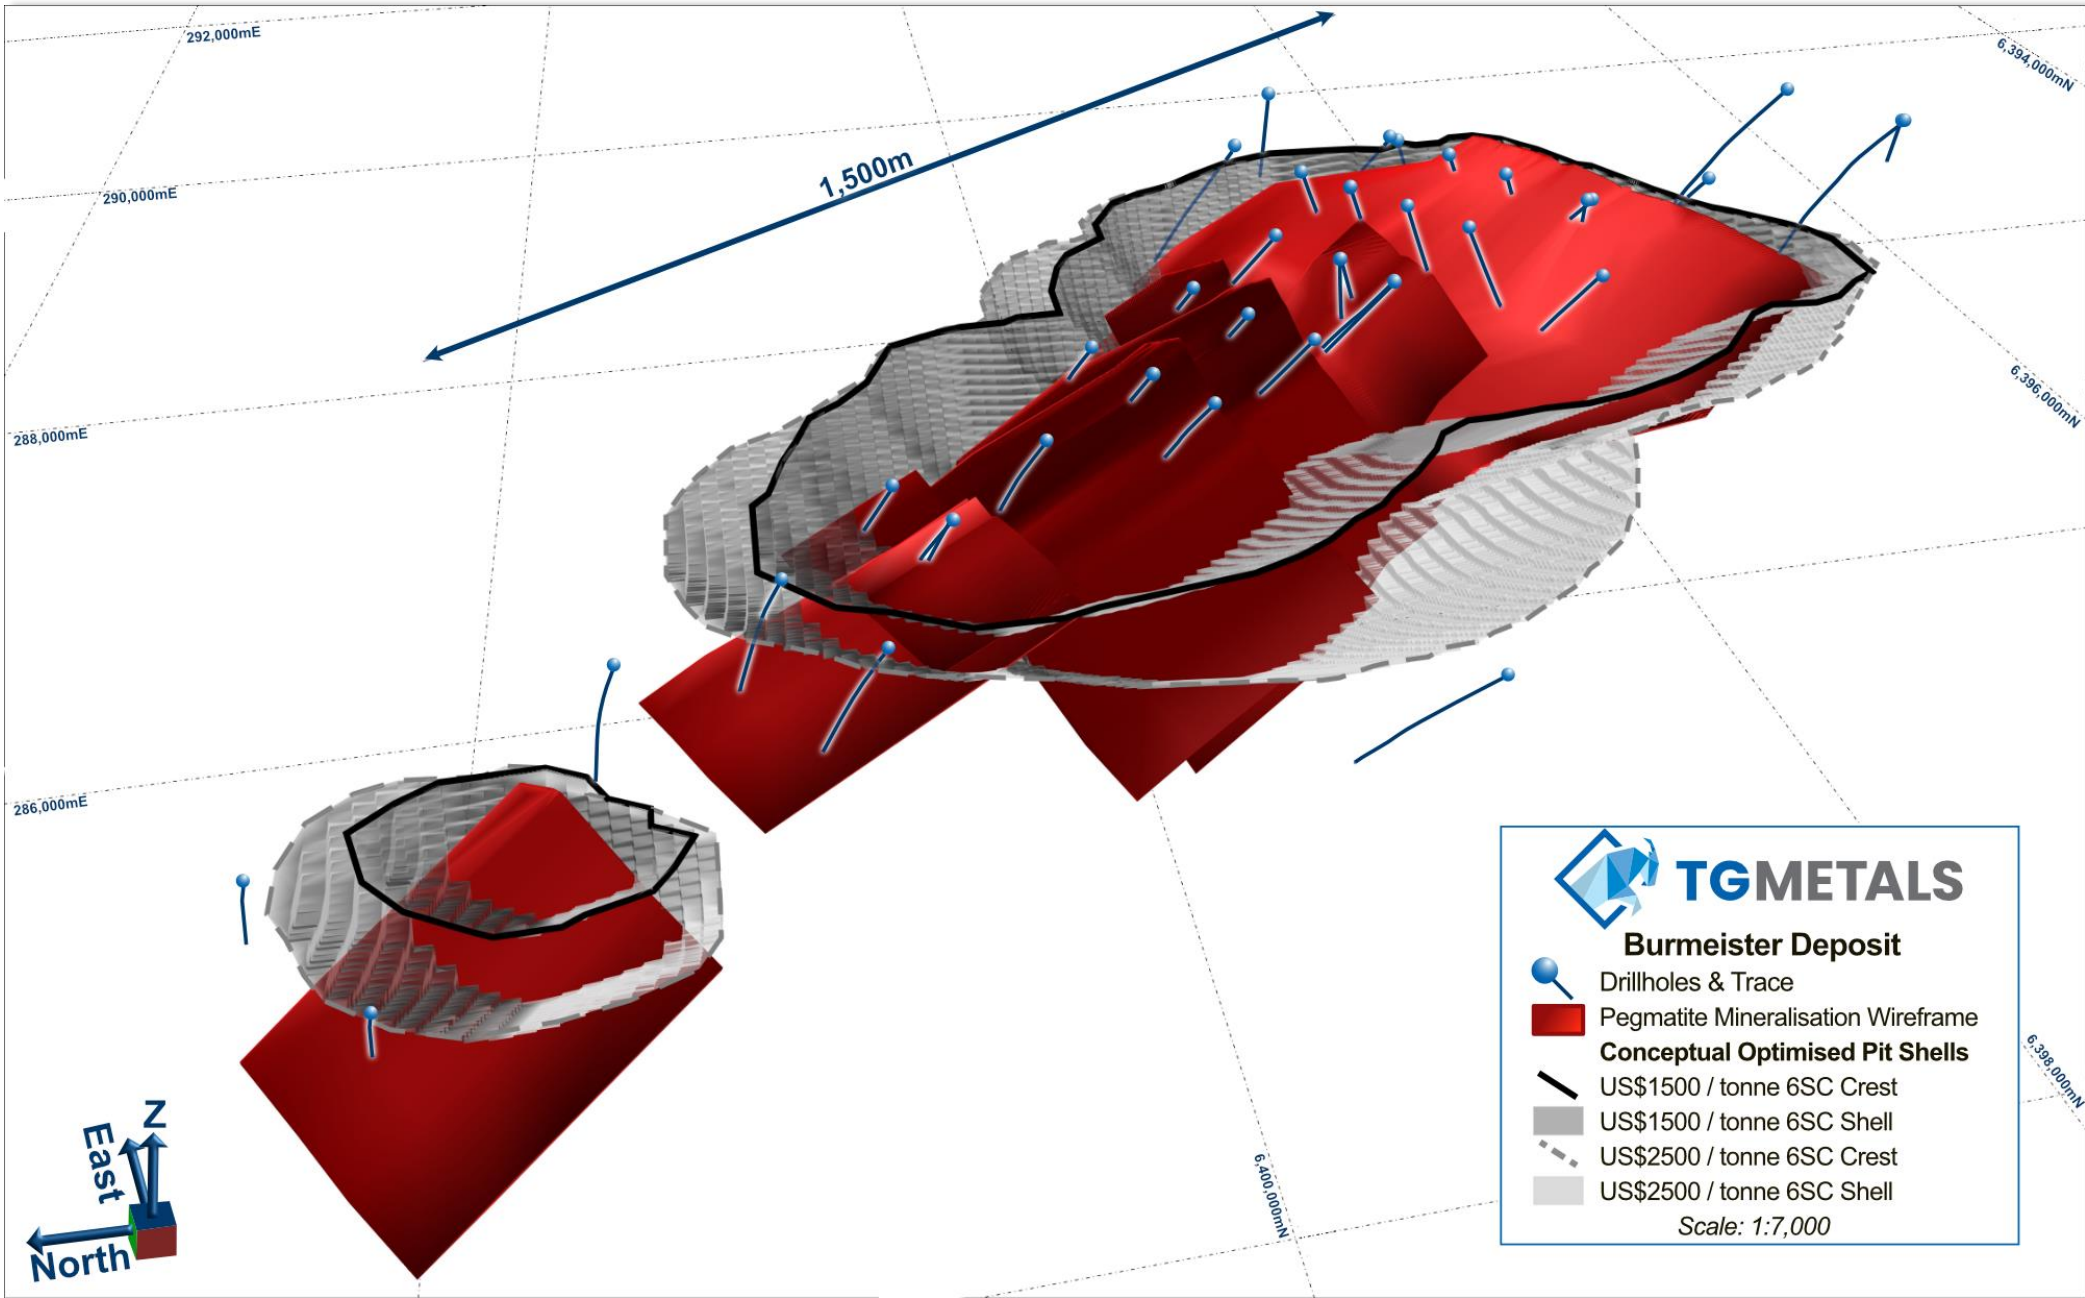 292,000mE
6,394,000mN
1,500m
290,000mE
6,396,000mN
288,000mE
286,000mE
TGMETALS
Burmeister Deposit
Drillholes & Trace
Pegmatite Mineralisation Wireframe
Conceptual Optimised Pit Shells
US$1500 / tonne 6SC Crest
US$1500 / tonne 6SC Shell
US$2500 / tonne 6SC Crest
US$2500 / tonne 6SC Shell
Scale: 1:7,000
6,398,000mN
6,400,000mN
Z
East
North